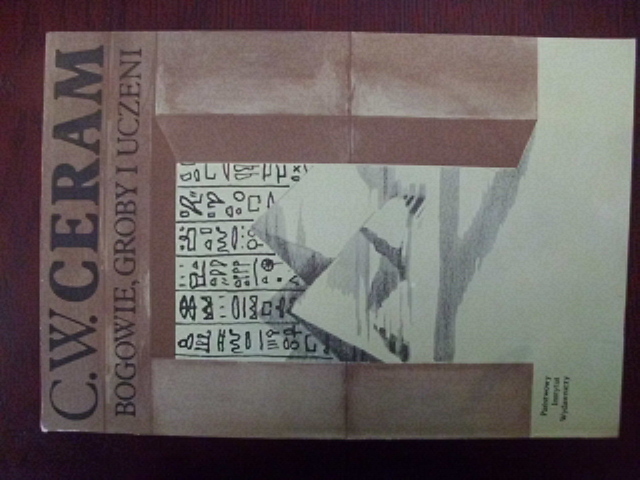 C.W. CERAM
BOGOWIE, GROBY I UCZENI
Państwowy
Instytut
Wydawniczy